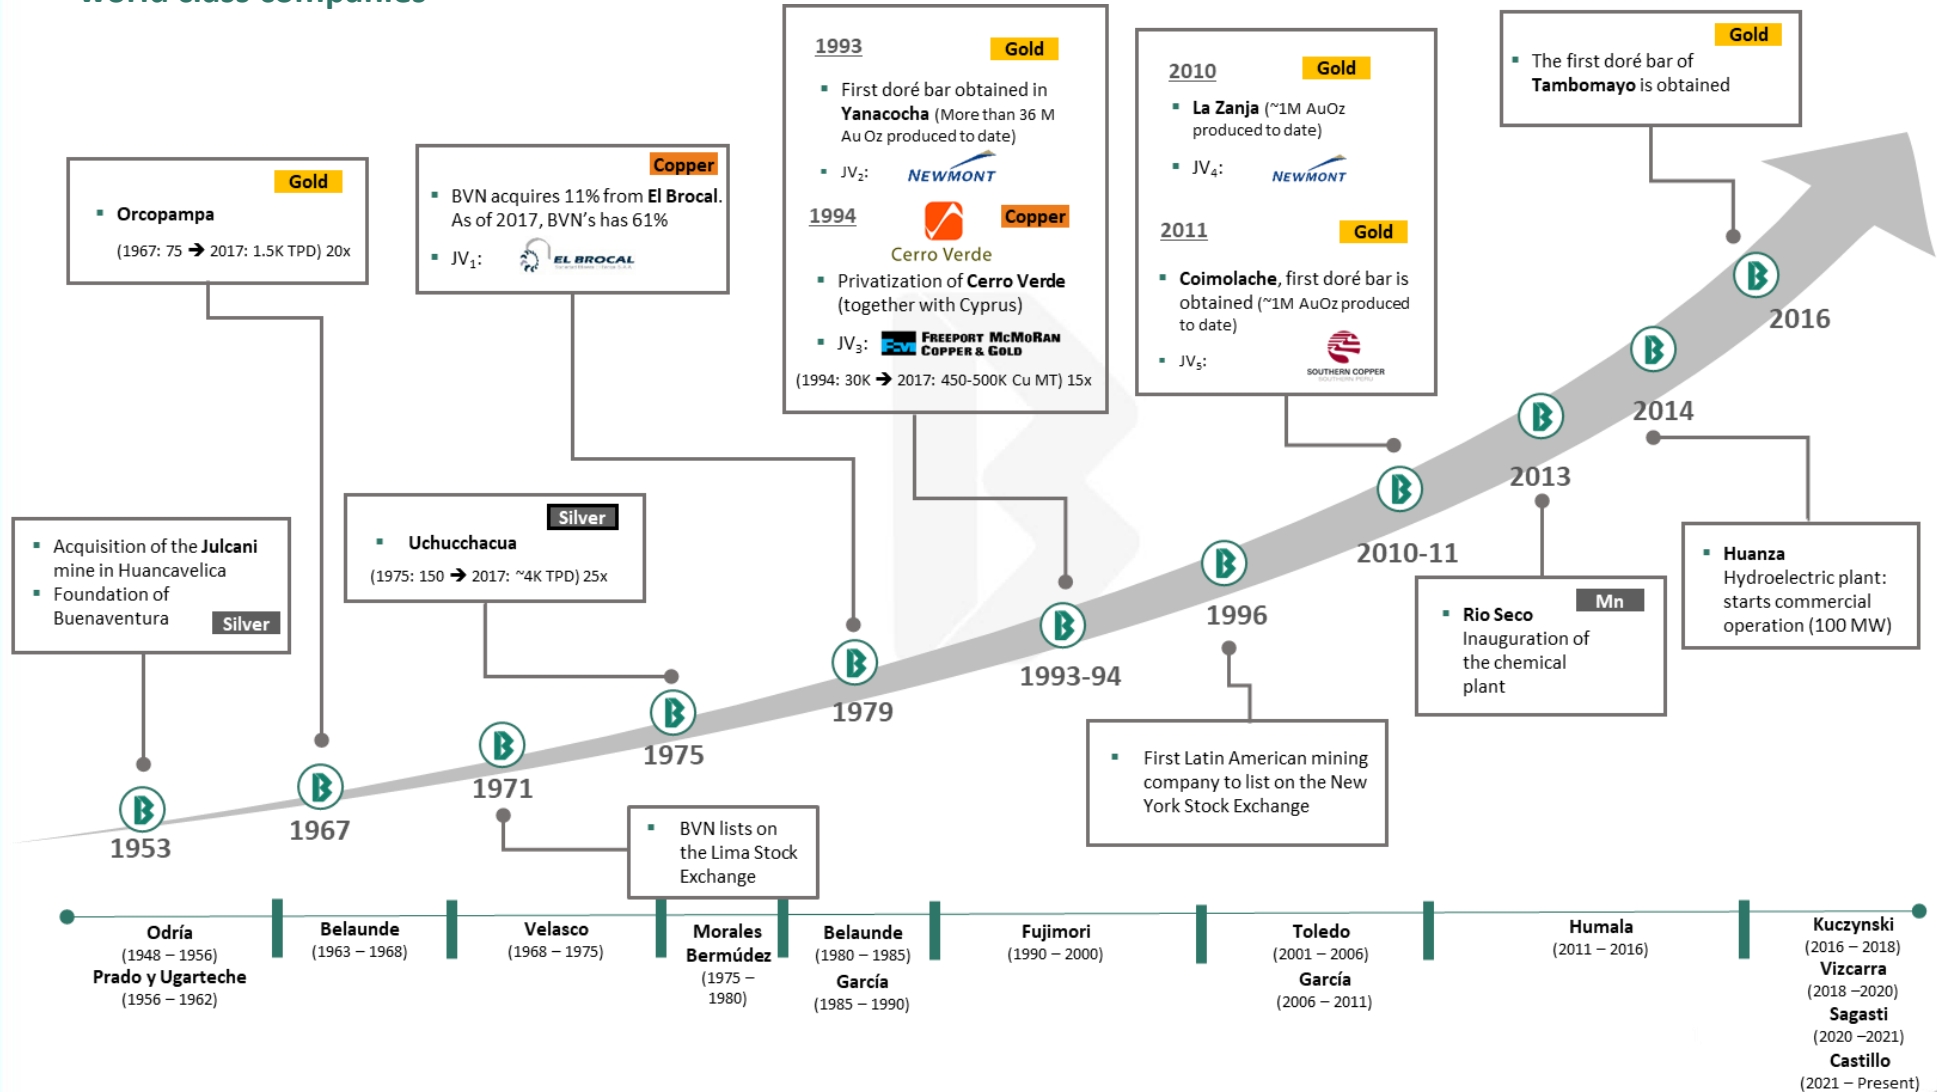 world class companies
Gold
▪ Orcopampa
(1967: 75 ➔ 2017: 1.5K TPD) 20x
Copper
▪ BVN acquires 11% from El Brocal.
As of 2017, BVN's has 61%
▪ JV1:
EL BROCAL
1993
Gold
▪ First doré bar obtained in
Yanacocha (More than 36 M
Au Oz produced to date)
▪ JV2:
NEWMONT
1994
Copper
Cerro Verde
▪ Privatization of Cerro Verde
(together with Cyprus)
▪ JV3:
FREEPORT MCMORAN
COPPER & GOLD
(1994: 30K ➔ 2017: 450-500K Cu MT) 15x
2010
Gold
▪ La Zanja (~1M AuOz
produced to date)
▪ JV4:
NEWMONT
2011
Gold
▪ Coimolache, first doré bar is
obtained (~1M AuOz produced
to date)
▪ JV5:
SOUTHERN COPPER
SOUTHERN PERU
Gold
▪ The first doré bar of
Tambomayo is obtained
▪ Acquisition of the Julcani
mine in Huancavelica
▪ Foundation of
Buenaventura
Silver
Silver
▪ Uchucchacua
(1975: 150 ➔ 2017: ~4K TPD) 25x
▪ BVN lists on
the Lima Stock
Exchange
▪ First Latin American mining
company to list on the New
York Stock Exchange
Mn
▪ Rio Seco
Inauguration of
the chemical
plant
▪ Huanza
Hydroelectric plant:
starts commercial
operation (100 MW)
1953
1967
1971
1975
1979
1993-94
1996
2010-11
2013
2014
2016
Odría
(1948 – 1956)
Prado y Ugarteche
(1956 – 1962)
Belaunde
(1963 – 1968)
Velasco
(1968 – 1975)
Morales
Bermúdez
(1975 –
1980)
Belaunde
(1980 – 1985)
García
(1985 – 1990)
Fujimori
(1990 – 2000)
Toledo
(2001 – 2006)
García
(2006 – 2011)
Humala
(2011 – 2016)
Kuczynski
(2016 – 2018)
Vizcarra
(2018 –2020)
Sagasti
(2020 –2021)
Castillo
(2021 – Present)